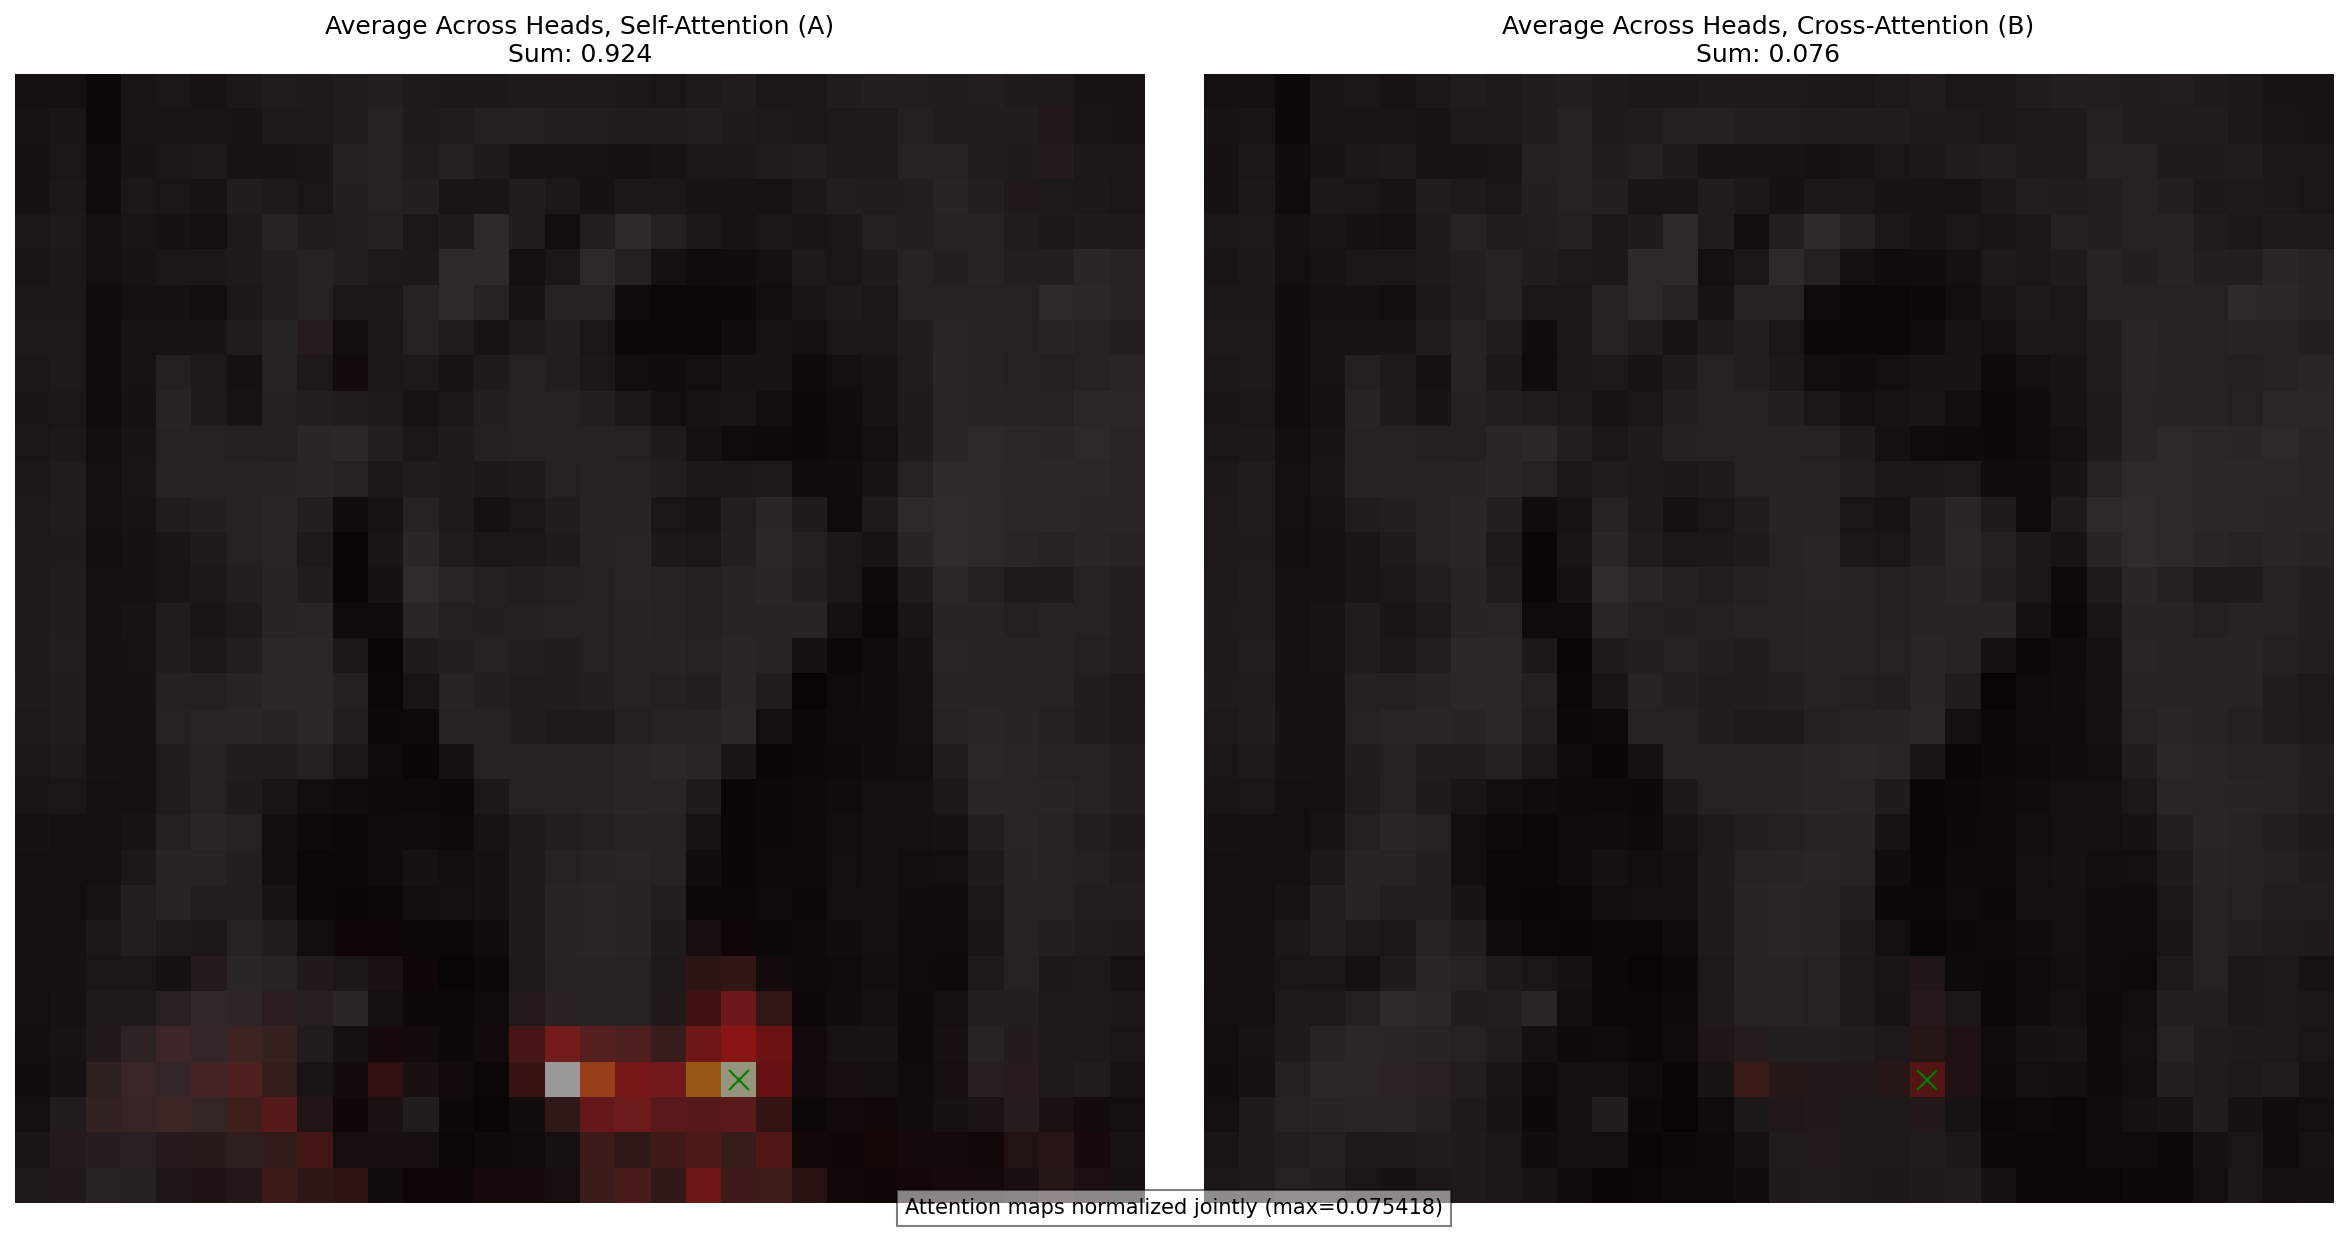 Average Across Heads, Self-Attention (A)
Sum: 0.924
Average Across Heads, Cross-Attention (B)
Sum: 0.076
Attention maps normalized jointly (max=0.075418)